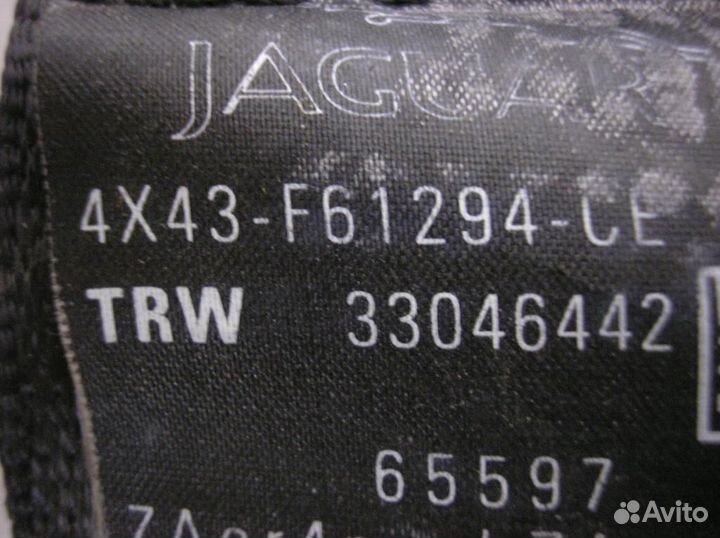 JAGUAR
4X43-F61294-CE
TRW 33046442
65597
Avito